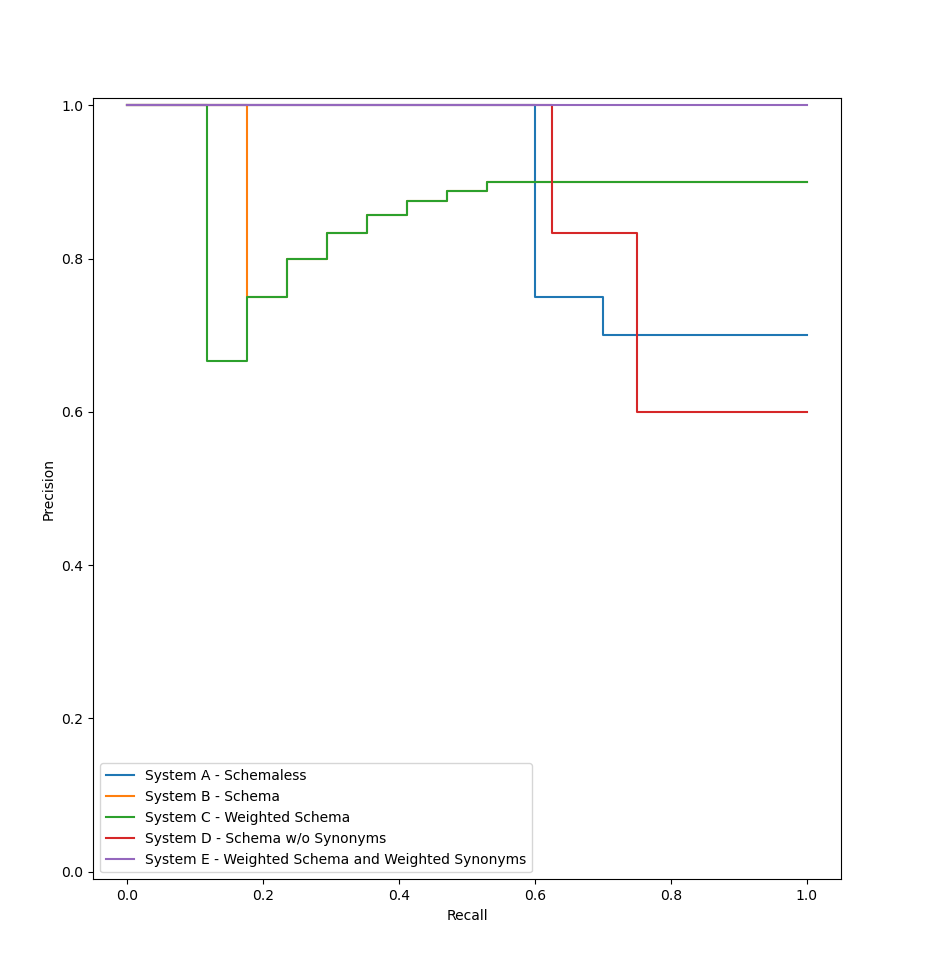 1.0
0.8
0.6
0.4
0.2
0.0
Precision
System A - Schemaless
System B - Schema
System C - Weighted Schema
System D - Schema w/o Synonyms
System E - Weighted Schema and Weighted Synonyms
0.0 0.2 0.4 0.6 0.8 1.0
Recall